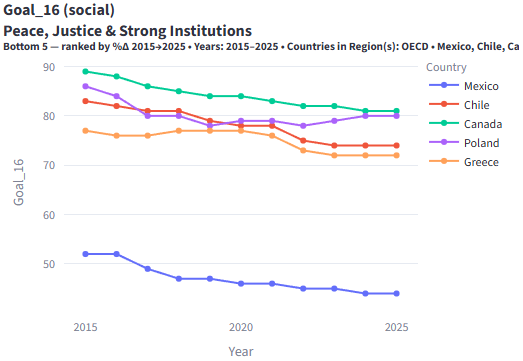 Goal_16 (social)
Peace, Justice & Strong Institutions
Bottom 5 — ranked by %Δ 2015→2025 • Years: 2015–2025 • Countries in Region(s): OECD • Mexico, Chile, Ca
Country
Mexico
Chile
Canada
Poland
Greece
90
80
70
60
50
Goal_16
2015
2020
2025
Year